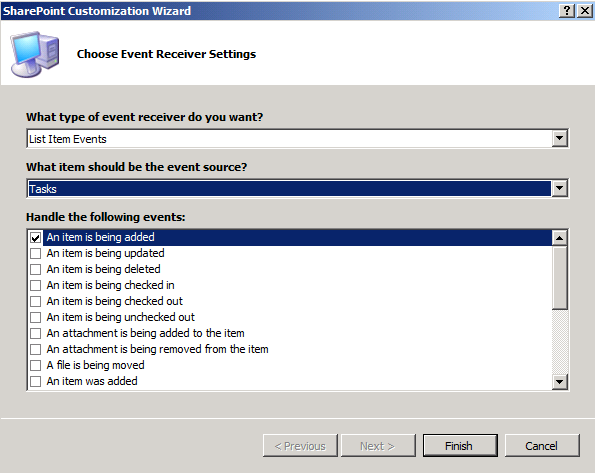 SharePoint Customization Wizard
Choose Event Receiver Settings
What type of event receiver do you want?
List Item Events
What item should be the event source?
Tasks
Handle the following events:
An item is being added
An item is being updated
An item is being deleted
An item is being checked in
An item is being checked out
An item is being unchecked out
An attachment is being added to the item
An attachment is being removed from the item
A file is being moved
An item was added
< Previous Next > Finish Cancel